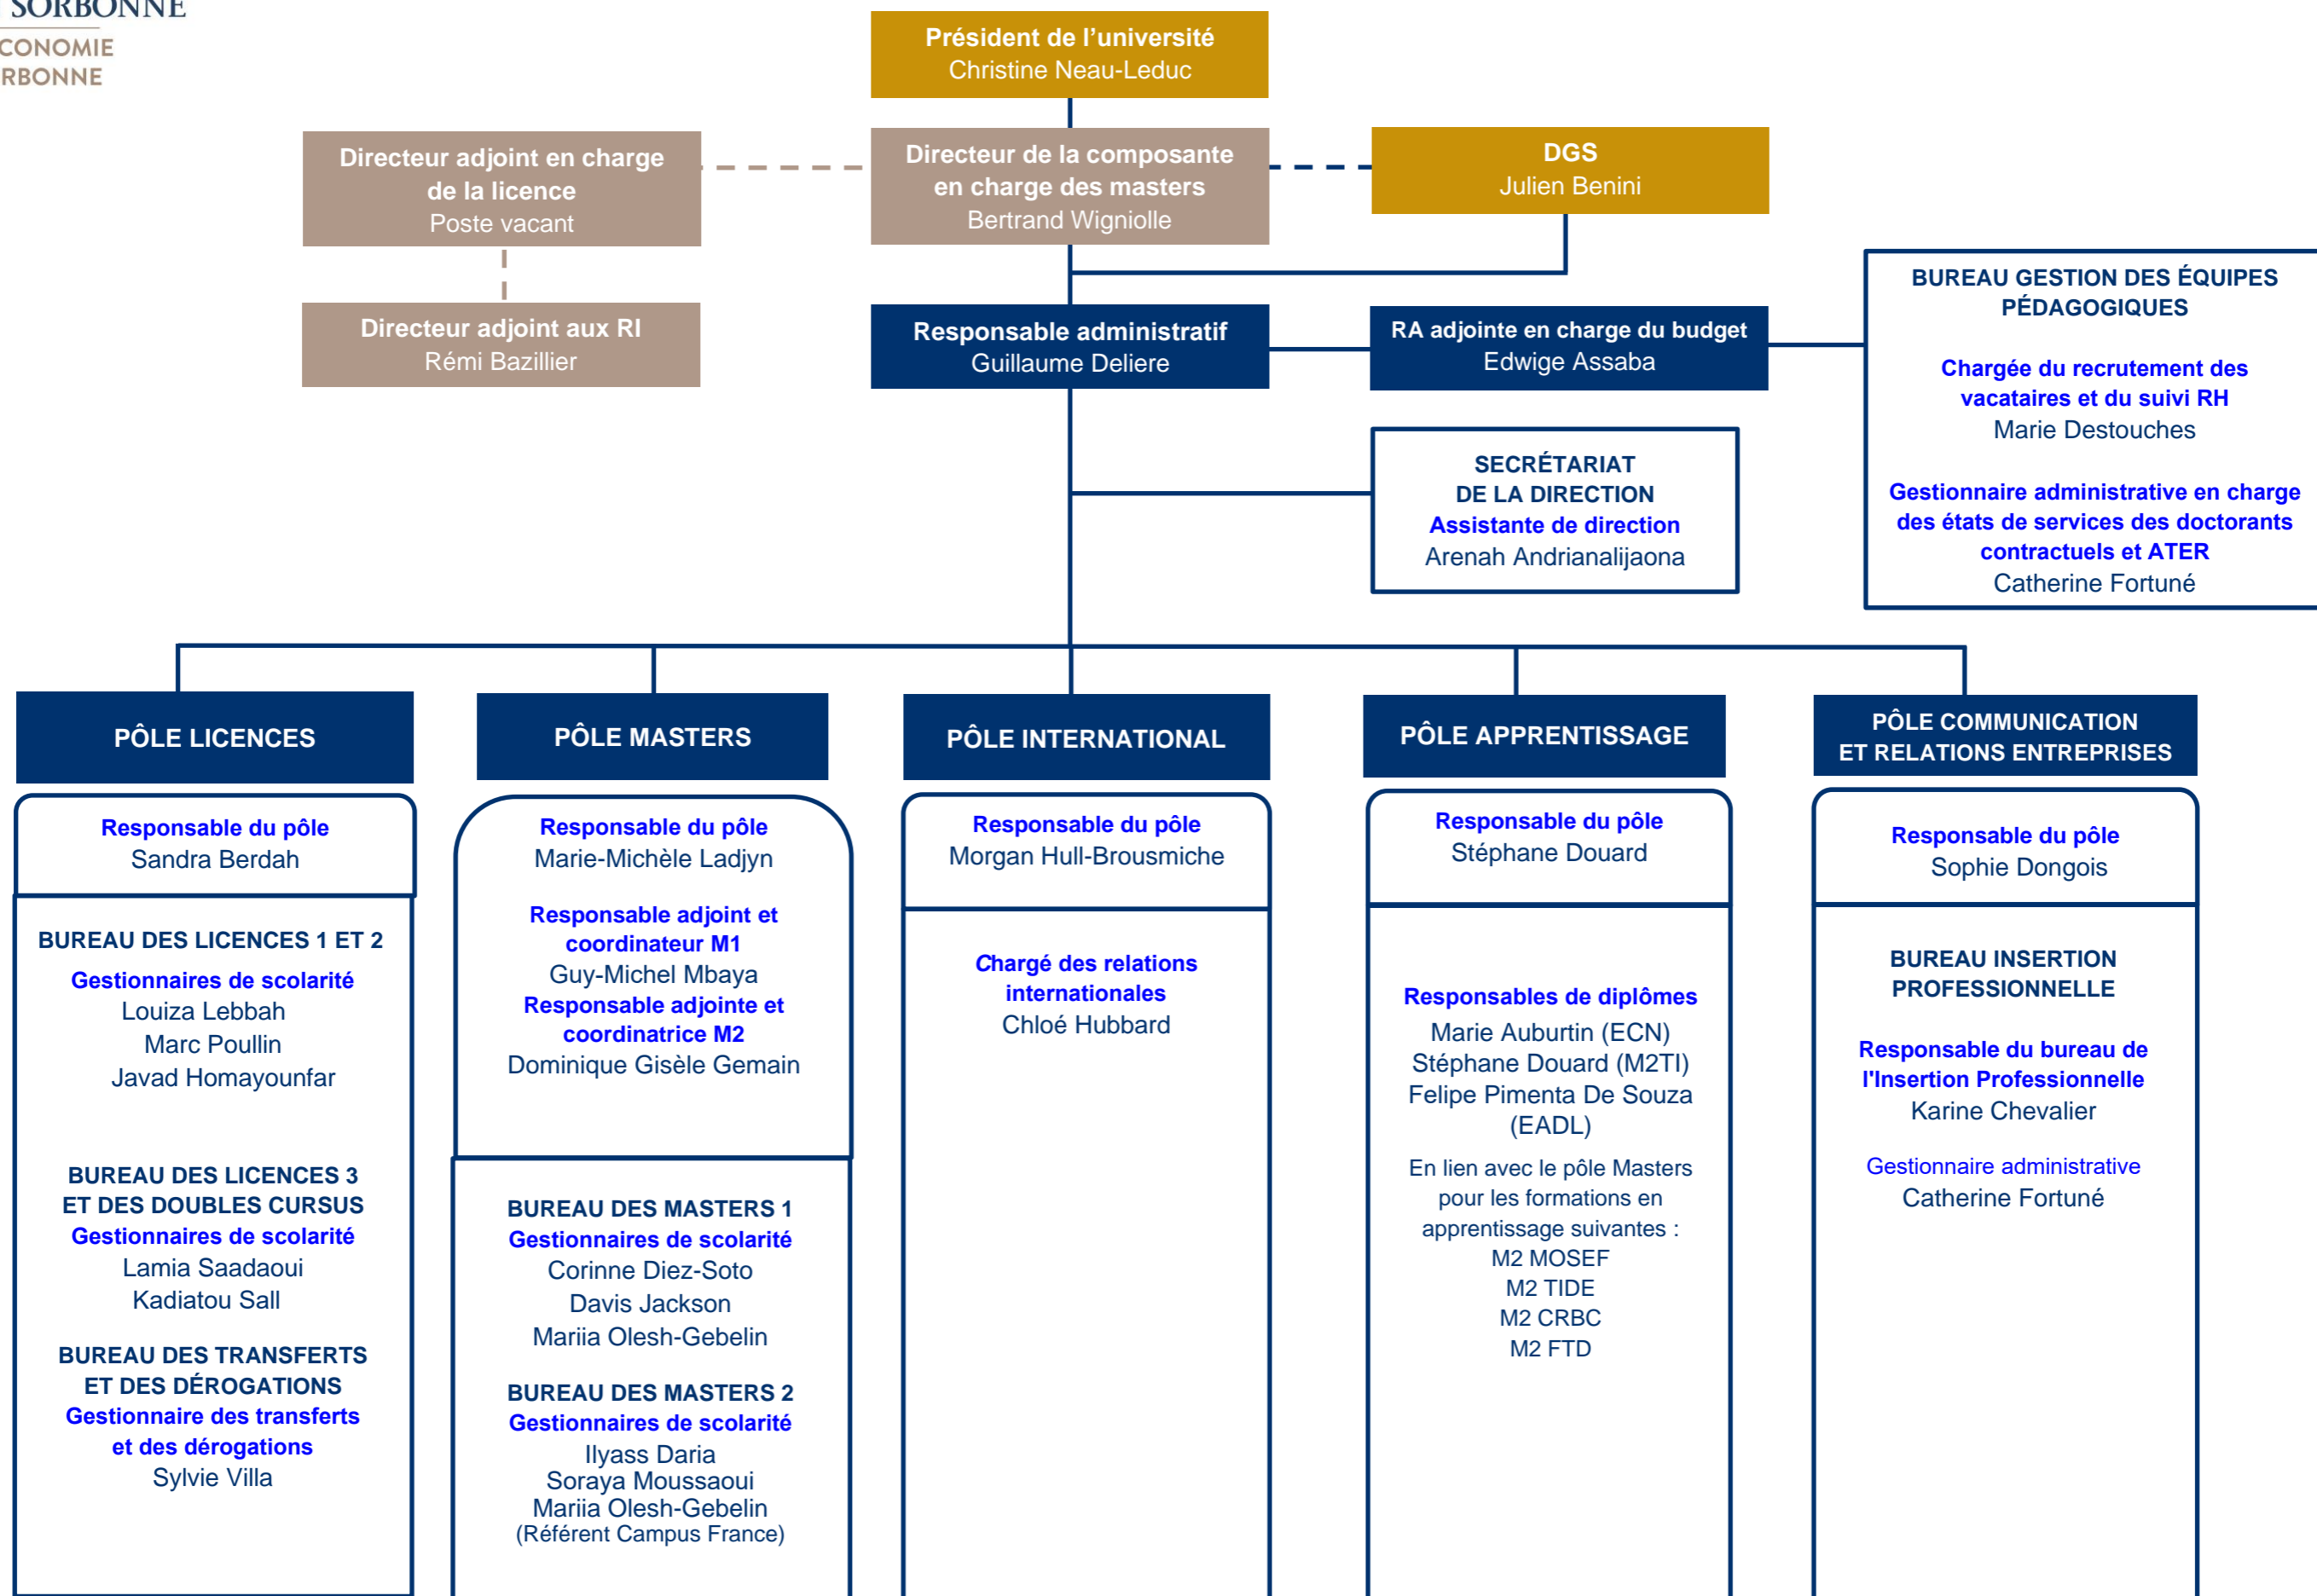 SORBONNE
CONOMIE
RBONNE
Président de l’université
Christine Neau-Leduc
Directeur adjoint en charge
de la licence
Poste vacant
Directeur de la composante
en charge des masters
Bertrand Wigniolle
DGS
Julien Benini
Directeur adjoint aux RI
Rémi Bazillier
Responsable administratif
Guillaume Deliere
RA adjointe en charge du budget
Edwige Assaba
BUREAU GESTION DES ÉQUIPES
PÉDAGOGIQUES
Chargée du recrutement des
vacataires et du suivi RH
Marie Destouches
Gestionnaire administrative en charge
des états de services des doctorants
contractuels et ATER
Catherine Fortuné
SECRÉTARIAT
DE LA DIRECTION
Assistante de direction
Arenah Andrianalijaona
PÔLE LICENCES
Responsable du pôle
Sandra Berdah
BUREAU DES LICENCES 1 ET 2
Gestionnaires de scolarité
Louiza Lebbah
Marc Poullin
Javad Homayounfar
BUREAU DES LICENCES 3
ET DES DOUBLES CURSUS
Gestionnaires de scolarité
Lamia Saadaoui
Kadiatou Sall
BUREAU DES TRANSFERTS
ET DES DÉROGATIONS
Gestionnaire des transferts
et des dérogations
Sylvie Villa
PÔLE MASTERS
Responsable du pôle
Marie-Michèle Ladjyn
Responsable adjoint et
coordinateur M1
Guy-Michel Mbaya
Responsable adjointe et
coordinatrice M2
Dominique Gisèle Gemain
BUREAU DES MASTERS 1
Gestionnaires de scolarité
Corinne Diez-Soto
Davis Jackson
Mariia Olesh-Gebelin
BUREAU DES MASTERS 2
Gestionnaires de scolarité
Ilyass Daria
Soraya Moussaoui
Mariia Olesh-Gebelin
(Référent Campus France)
PÔLE INTERNATIONAL
Responsable du pôle
Morgan Hull-Brousmiche
Chargé des relations
internationales
Chloé Hubbard
PÔLE APPRENTISSAGE
Responsable du pôle
Stéphane Douard
Responsables de diplômes
Marie Auburtin (ECN)
Stéphane Douard (M2TI)
Felipe Pimenta De Souza
(EADL)
En lien avec le pôle Masters
pour les formations en
apprentissage suivantes :
M2 MOSEF
M2 TIDE
M2 CRBC
M2 FTD
PÔLE COMMUNICATION
ET RELATIONS ENTREPRISES
Responsable du pôle
Sophie Dongois
BUREAU INSERTION
PROFESSIONNELLE
Responsable du bureau de
l'Insertion Professionnelle
Karine Chevalier
Gestionnaire administrative
Catherine Fortuné